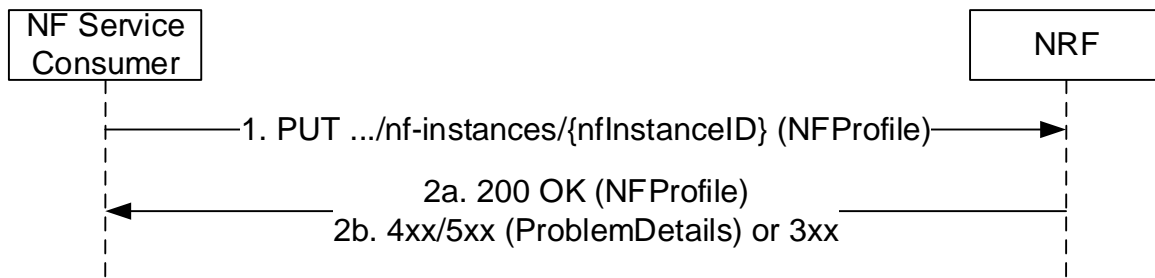 NF Service
Consumer
NRF
1. PUT .../nf-instances/{nfInstanceID} (NFProfile)
2a. 200 OK (NFProfile)
2b. 4xx/5xx (ProblemDetails) or 3xx